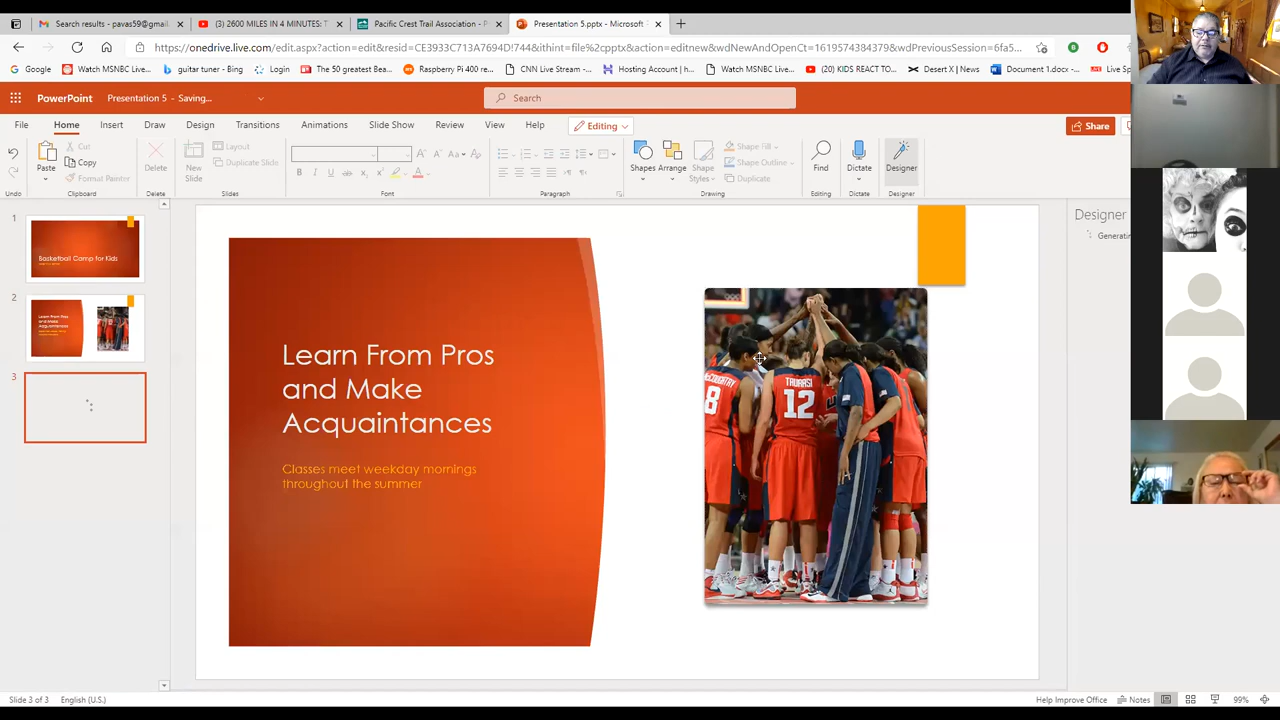 Search results - pavas59@gmail.
(3) 2600 MILES IN 4 MINUTES: T
Pacific Crest Trail Association - P
Presentation 5.pptx - Microsoft
https://onedrive.live.com/edit.aspx?action=edit&resid=CE3933C713A7694D!744&ithint=file%2cpptx&action=editnew&wdNewAndOpenCt=1619574384379&wdPreviousSession=6fa5...
Google
Watch MSNBC Live -...
guitar tuner - Bing
Login
The 50 greatest Bea...
Raspberry Pi 400 re...
CNN Live Stream -...
Hosting Account | h...
Watch MSNBC Live...
(20) KIDS REACT TO...
Desert X | News
Document 1.docx -...
Live Sp
PowerPoint
Presentation 5 - Saving...
Search
File
Home
Insert
Draw
Design
Transitions
Animations
Slide Show
Review
View
Help
Editing
Share
Undo
Paste
Cut
Copy
Format Painter
Clipboard
Delete
Delete
New
Slide
Layout
Duplicate Slide
Slides
Font
Paragraph
Shapes
Arrange
Shape
Styles
Shape Fill
Shape Outline
Duplicate
Drawing
Find
Editing
Dictate
Dictate
Designer
Designer
1
Basketball Camp for Kids
2
Learn From Pros
and Make
Acquaintances
3
Learn From Pros
and Make
Acquaintances
Classes meet weekday mornings
throughout the summer
8
TAURASI
12
Designer
Generatin
Slide 3 of 3
English (U.S.)
Help Improve Office
Notes
99%